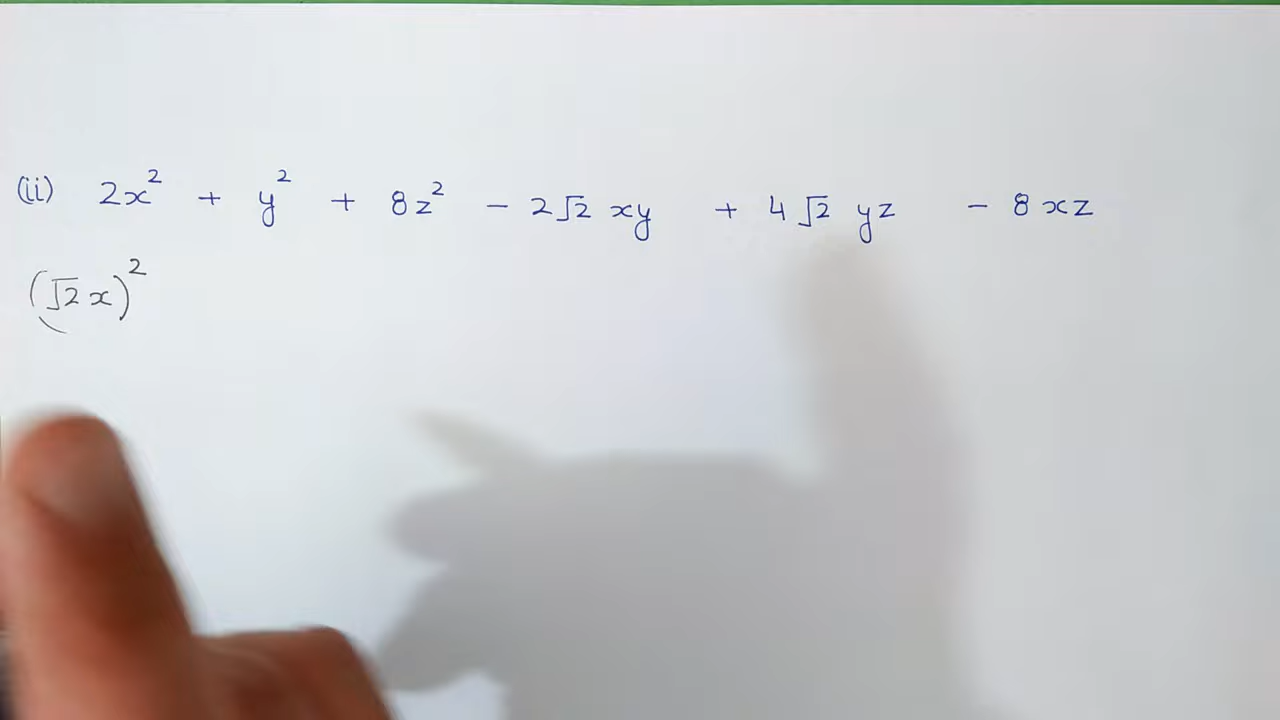 (ii) 2x² + y² + 8z² - 2√2 xy + 4√2 yz - 8xz
(√2 x)²